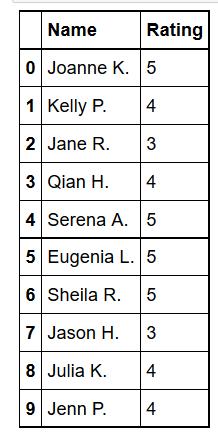 Name Rating
0 Joanne K. 5
1 Kelly P. 4
2 Jane R. 3
3 Qian H. 4
4 Serena A. 5
5 Eugenia L. 5
6 Sheila R. 5
7 Jason H. 3
8 Julia K. 4
9 Jenn P. 4